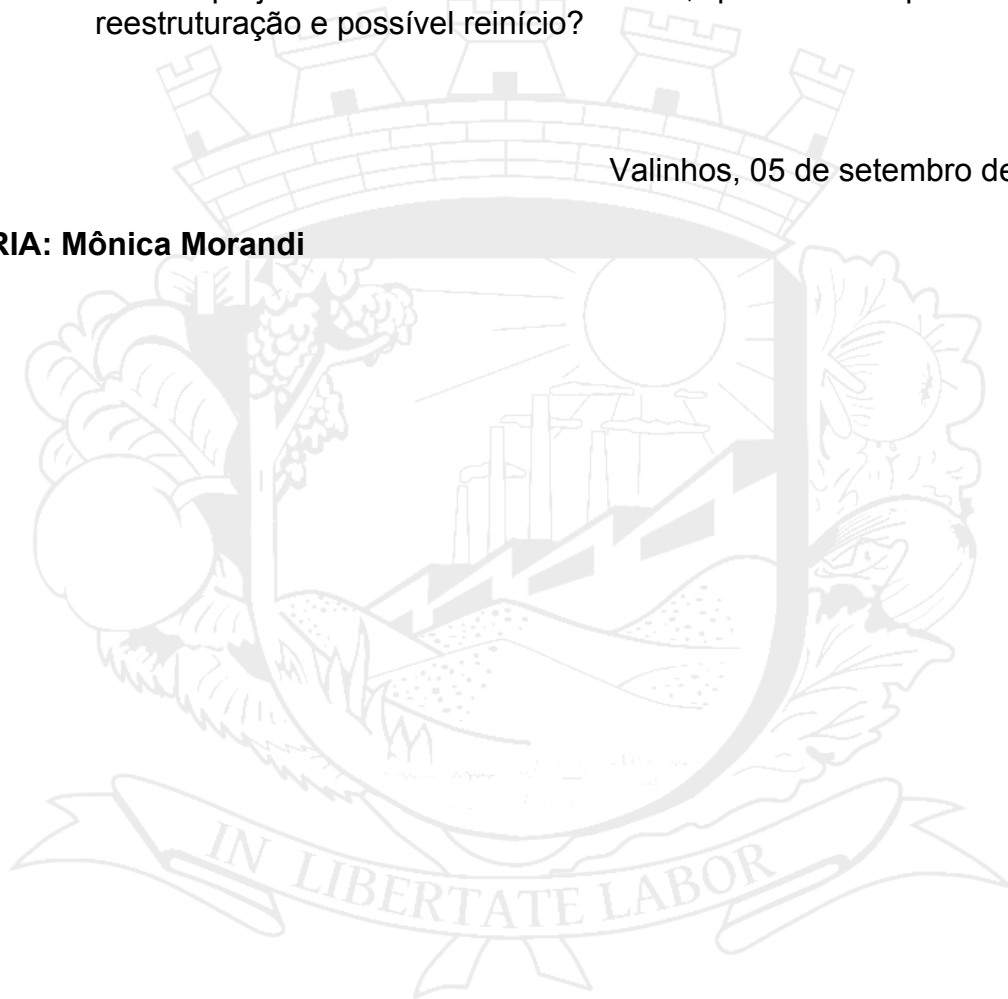 reestruturação e possível reinício?
Valinhos, 05 de setembro de
RIA: Mônica Morandi
IN LIBERTATE LABOR